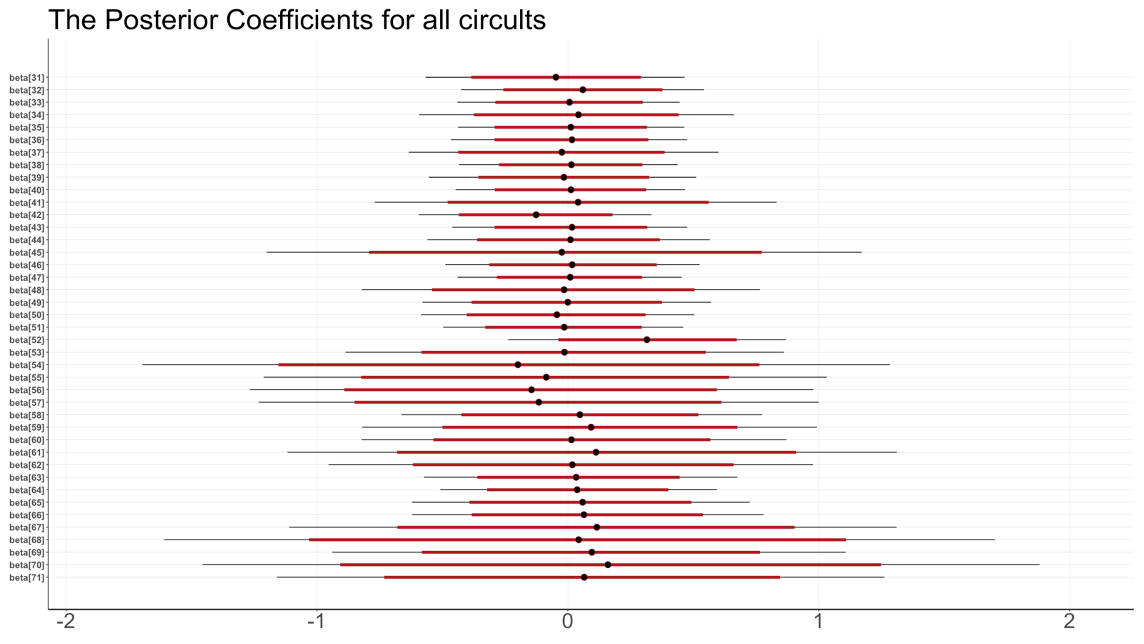 The Posterior Coefficients for all circults
beta[31]
beta[32]
beta[33]
beta[34]
beta[35]
beta[36]
beta[37]
beta[38]
beta[39]
beta[40]
beta[41]
beta[42]
beta[43]
beta[44]
beta[45]
beta[46]
beta[47]
beta[48]
beta[49]
beta[50]
beta[51]
beta[52]
beta[53]
beta[54]
beta[55]
beta[56]
beta[57]
beta[58]
beta[59]
beta[60]
beta[61]
beta[62]
beta[63]
beta[64]
beta[65]
beta[66]
beta[67]
beta[68]
beta[69]
beta[70]
beta[71]
-2 -1 0 1 2